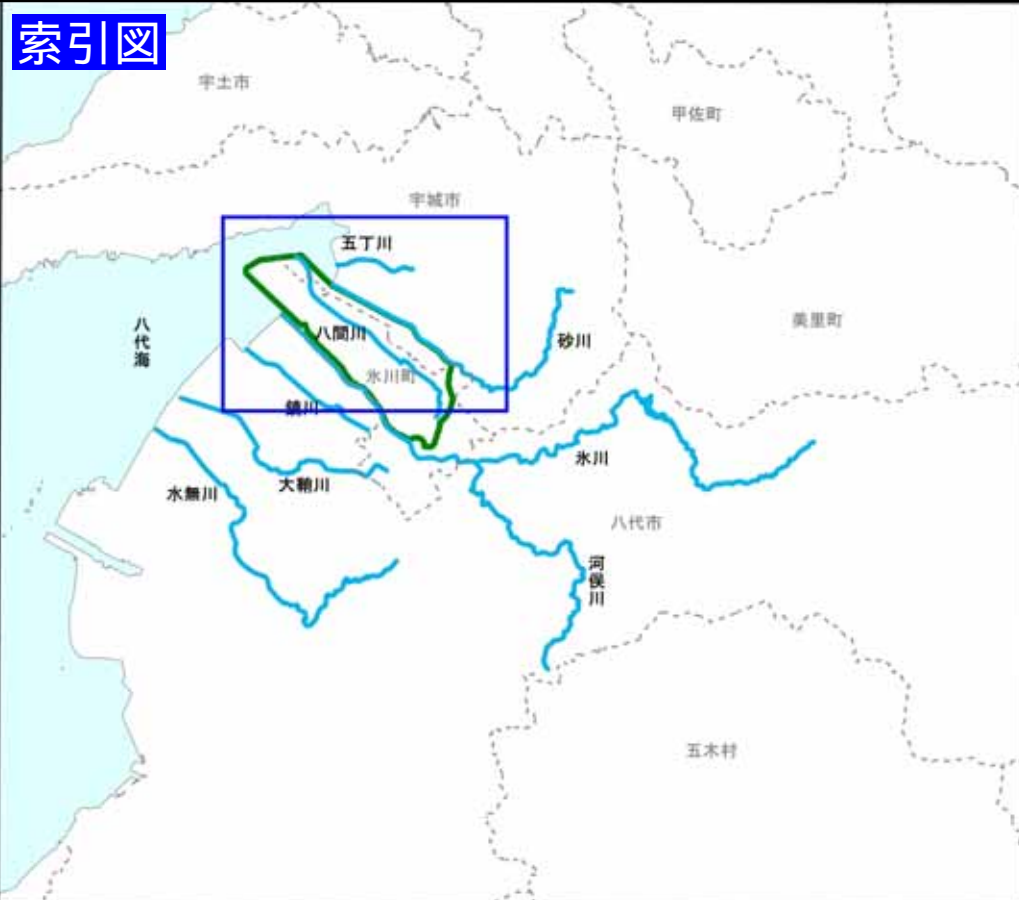 索引図
宇土市
甲佐町
宇城市
五丁川
美里町
八代海
八間川
砂川
氷川町
鏡川
氷川
大鞘川
水無川
八代市
河俣川
五木村